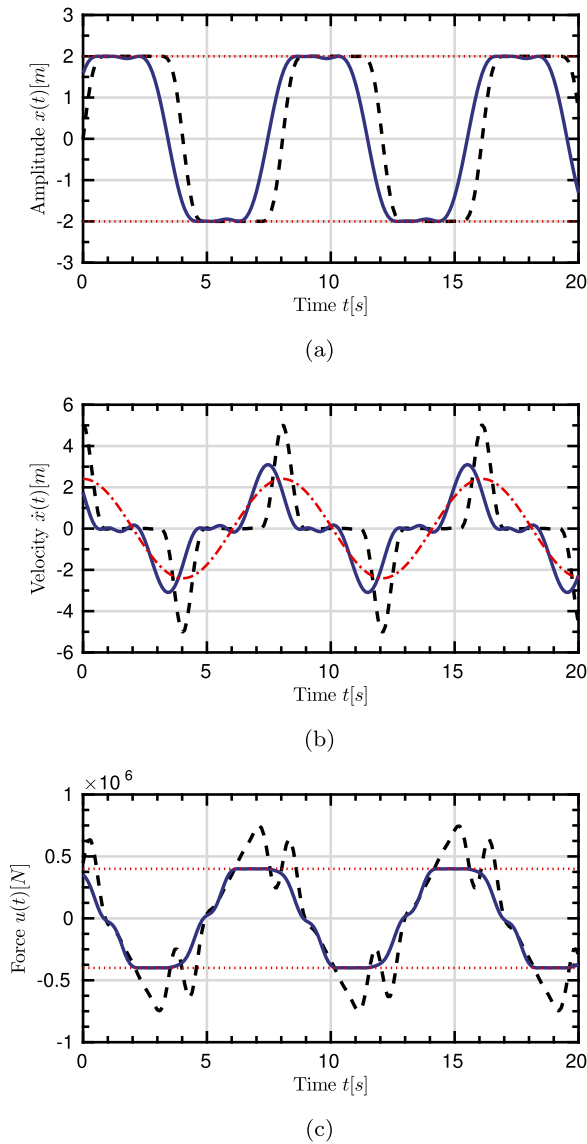 3
2
1
0
-1
-2
-3
Amplitude x(t)[m]
0 5 10 15 20
Time t[s]
(a)
6
4
2
0
-2
-4
-6
Velocity ẋ(t)[m]
0 5 10 15 20
Time t[s]
(b)
×10 6
1
0.5
0
-0.5
-1
Force u(t)[N]
0 5 10 15 20
Time t[s]
(c)